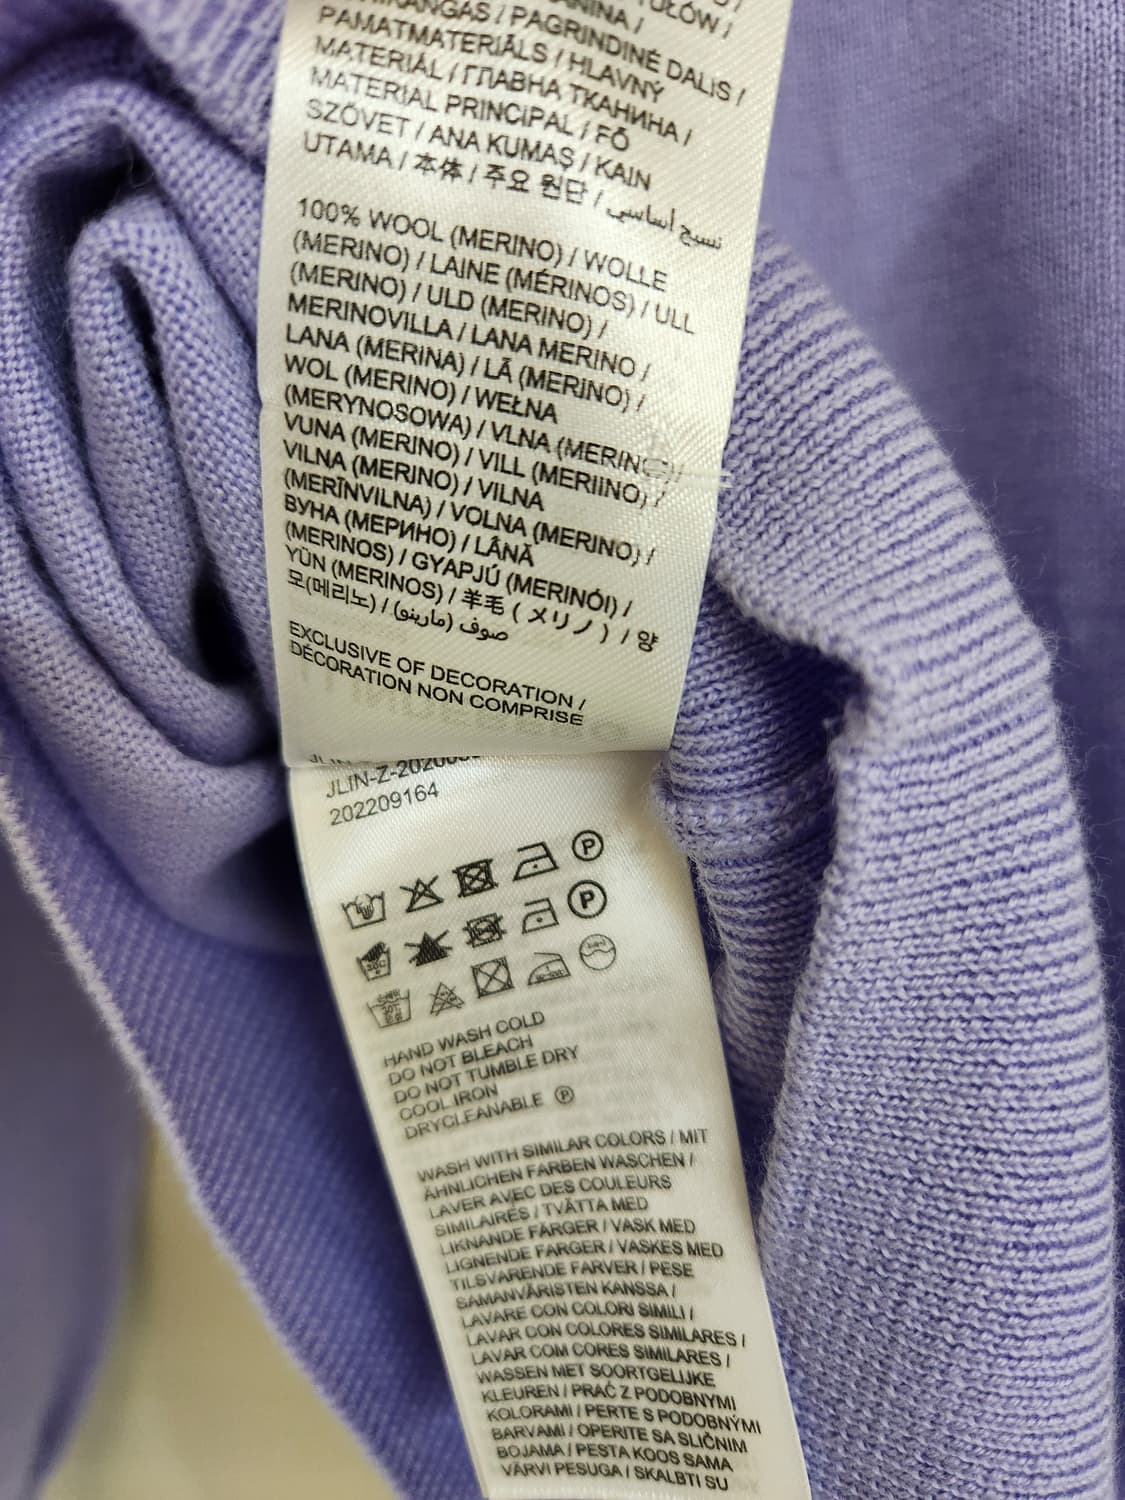 TUŁÓW /
PAGRINDINĖ DALIS /
PAMATMATERIĀLS / HLAVNÝ
MATERIÁL / ГЛАВНА ТКАНИНА /
MATERIAL PRINCIPAL / FŐ
SZÖVET / ANA KUMAŞ / KAIN
UTAMA / 本体 / 주요 원단 / نسيج أساسي
100% WOOL (MERINO) / WOLLE
(MERINO) / LAINE (MÉRINOS) / ULL
(MERINO) / ULD (MERINO) /
MERINOVILLA / LANA MERINO /
LANA (MERINA) / LÃ (MERINO) /
WOL (MERINO) / WEŁNA
(MERYNOSOWA) / VLNA (MERINO) /
VUNA (MERINO) / VILL (MERIINO) /
VILNA (MERINO) / VILNA
(MERĪNVILNA) / VOLNA (MERINO) /
ВУНА (МЕРИНО) / LÂNĂ
(MERINOS) / GYAPJÚ (MERINÓI) /
YÜN (MERINOS) / 羊毛 ( メリノ ) / 양
모(메리노) / صوف (مارينو)
EXCLUSIVE OF DECORATION /
DÉCORATION NON COMPRISE
202209164
P
P
HAND WASH COLD
DO NOT BLEACH
DO NOT TUMBLE DRY
COOL IRON
DRYCLEANABLE P
WASH WITH SIMILAR COLORS / MIT
ÄHNLICHEN FARBEN WASCHEN /
LAVER AVEC DES COULEURS
SIMILAIRES / TVÄTTA MED
LIKNANDE FÄRGER / VASK MED
LIGNENDE FARGER / VASKES MED
TILSVARENDE FARVER / PESE
SAMANVÄRISTEN KANSSA /
LAVARE CON COLORI SIMILI /
LAVAR CON COLORES SIMILARES /
LAVAR COM CORES SIMILARES /
WASSEN MET SOORTGELIJKE
KLEUREN / PRAĆ Z PODOBNYMI
KOLORAMI / PERTE S PODOBNÝMI
BARVAMI / OPERITE SA SLIČNIM
BOJAMA / PESTA KOOS SAMA
VÄRVI PESUGA / SKALBTI SU